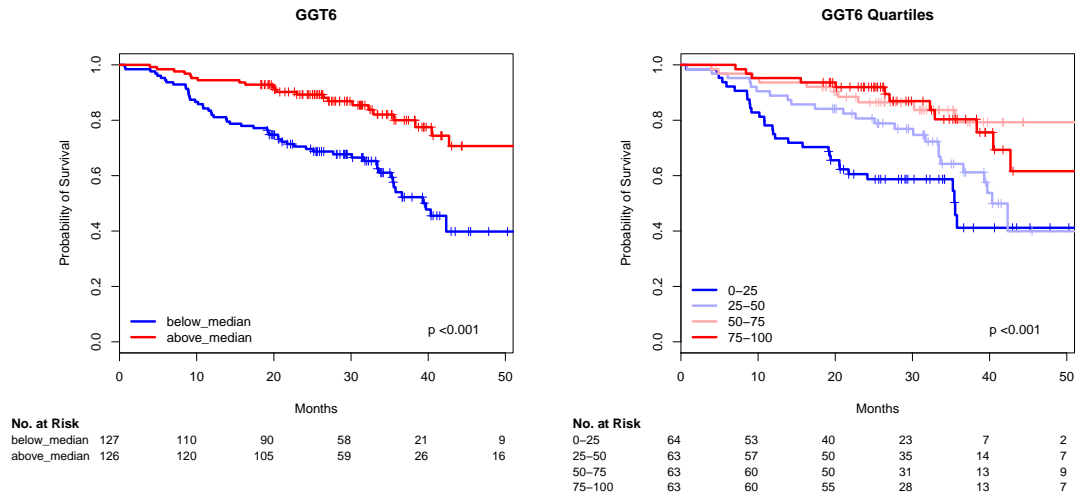 GGT6
Probability of Survival
0.0
0.2
0.4
0.6
0.8
1.0
below_median
above_median
p <0.001
0 10 20 30 40 50
Months
No. at Risk
below_median 127 110 90 58 21 9
above_median 126 120 105 59 26 16
GGT6 Quartiles
Probability of Survival
0.0
0.2
0.4
0.6
0.8
1.0
0−25
25−50
50−75
75−100
p <0.001
0 10 20 30 40 50
Months
No. at Risk
0−25 64 53 40 23 7 2
25−50 63 57 50 35 14 7
50−75 63 60 50 31 13 9
75−100 63 60 55 28 13 7